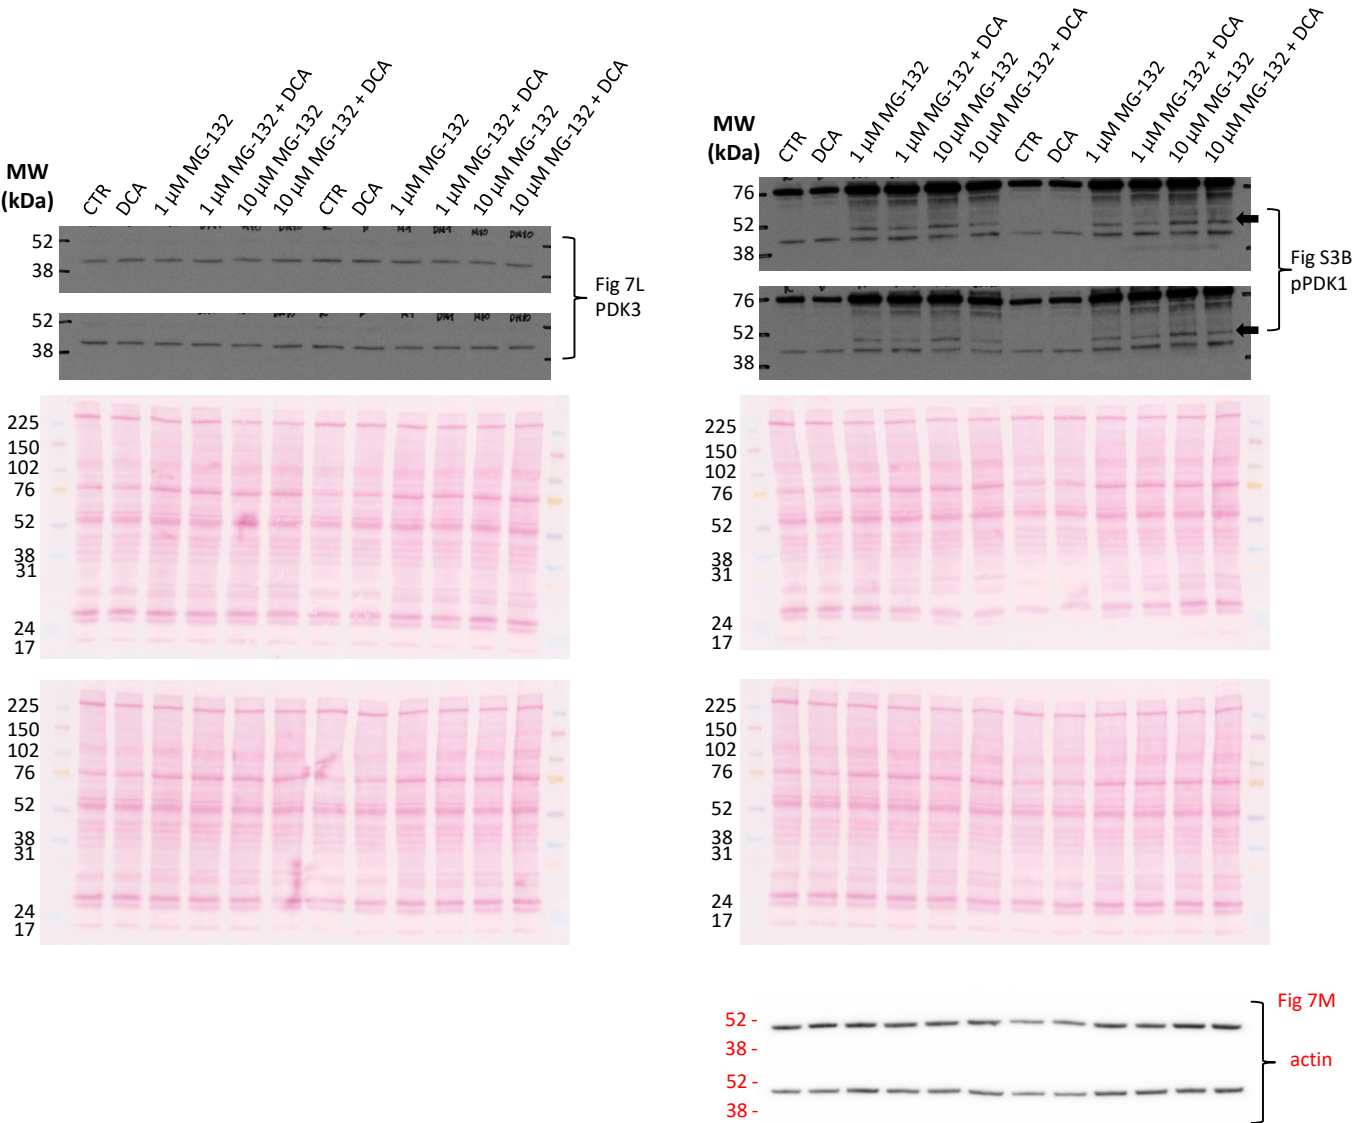 MW
(kDa)
CTR
DCA
1 µM MG-132
1 µM MG-132 + DCA
10 µM MG-132
10 µM MG-132 + DCA
CTR
DCA
1 µM MG-132
1 µM MG-132 + DCA
10 µM MG-132
10 µM MG-132 + DCA
52
38
52
38
Fig 7L
PDK3
225
150
102
76
52
38
31
24
17
225
150
102
76
52
38
31
24
17
MW
(kDa)
CTR
DCA
1 µM MG-132
1 µM MG-132 + DCA
10 µM MG-132
10 µM MG-132 + DCA
CTR
DCA
1 µM MG-132
1 µM MG-132 + DCA
10 µM MG-132
10 µM MG-132 + DCA
76
52
38
76
52
38
Fig S3B
pPDK1
225
150
102
76
52
38
31
24
17
225
150
102
76
52
38
31
24
17
Fig 7M
52 -
38 -
actin
52 -
38 -